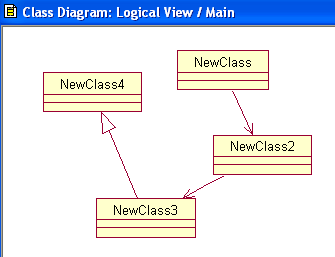 Class Diagram: Logical View / Main
NewClass
NewClass4
NewClass2
NewClass3